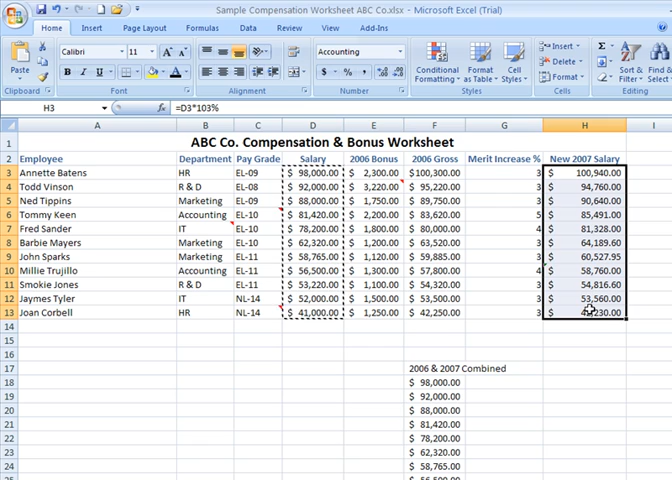 Sample Compensation Worksheet ABC Co.xlsx - Microsoft Excel (Trial)
Home Insert Page Layout Formulas Data Review View
Paste Calibri 11 A A Accounting Conditional Formatting Format as Table Cell Styles Insert Delete Format Σ Sort & Filter Find & Select
B I U A $ % ,
Clipboard Font Alignment Number Styles Cells Editing
H3 =D3*103%
A B C D E F G H I
1 ABC Co. Compensation & Bonus Worksheet
2 Employee Department Pay Grade Salary 2006 Bonus 2006 Gross Merit Increase % New 2007 Salary
3 Annette Batens HR EL-09 $ 98,000.00 $ 2,300.00 $100,300.00 3 $ 100,940.00
4 Todd Vinson R & D EL-08 $ 92,000.00 $ 3,220.00 $ 95,220.00 3 $ 94,760.00
5 Ned Tippins Marketing EL-09 $ 88,000.00 $ 1,750.00 $ 89,750.00 3 $ 90,640.00
6 Tommy Keen Accounting EL-10 $ 81,420.00 $ 2,200.00 $ 83,620.00 5 $ 85,491.00
7 Fred Sander IT EL-10 $ 78,200.00 $ 1,800.00 $ 80,000.00 4 $ 81,328.00
8 Barbie Mayers Marketing EL-10 $ 62,320.00 $ 1,200.00 $ 63,520.00 3 $ 64,189.60
9 John Sparks Marketing EL-11 $ 58,765.00 $ 1,120.00 $ 59,885.00 3 $ 60,527.95
10 Millie Trujillo Accounting EL-11 $ 56,500.00 $ 1,300.00 $ 57,800.00 4 $ 58,760.00
11 Smokie Jones R & D EL-11 $ 53,220.00 $ 1,100.00 $ 54,320.00 3 $ 54,816.60
12 Jaymes Tyler IT NL-14 $ 52,000.00 $ 1,500.00 $ 53,500.00 3 $ 53,560.00
13 Joan Corbell HR NL-14 $ 41,000.00 $ 1,250.00 $ 42,250.00 3 $
14
15
16
17 2006 & 2007 Combined
18 $ 98,000.00
19 $ 92,000.00
20 $ 88,000.00
21 $ 81,420.00
22 $ 78,200.00
23 $ 62,320.00
24 $ 58,765.00